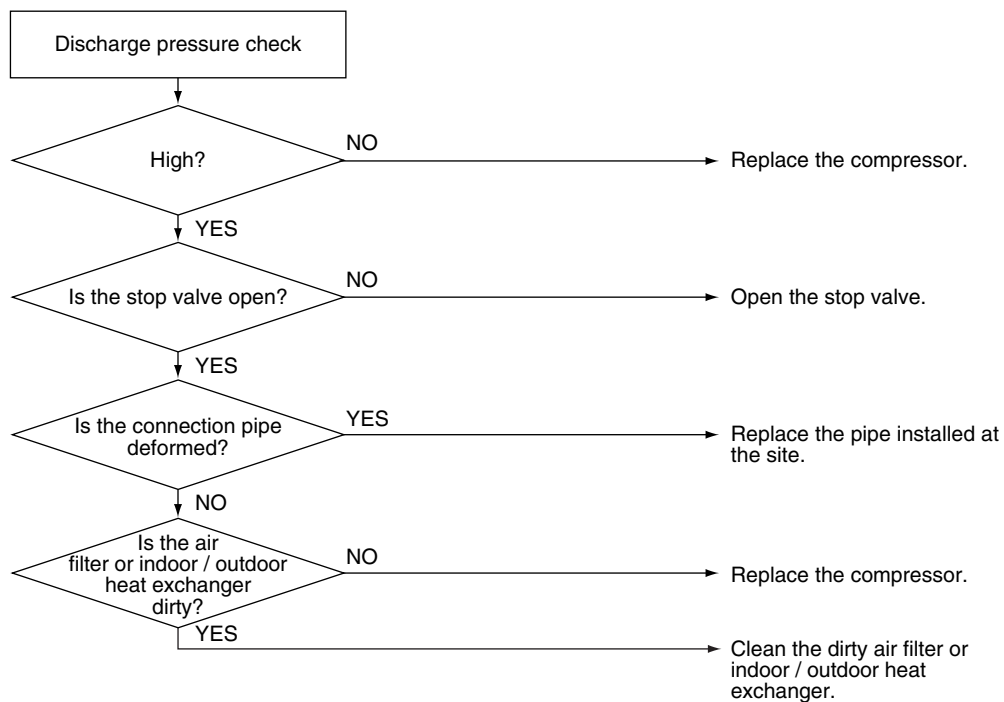 Discharge pressure check
High?
NO
Replace the compressor.
YES
Is the stop valve open?
NO
Open the stop valve.
YES
Is the connection pipe
deformed?
YES
Replace the pipe installed at
the site.
NO
Is the air
filter or indoor / outdoor
heat exchanger
dirty?
NO
Replace the compressor.
YES
Clean the dirty air filter or
indoor / outdoor heat
exchanger.